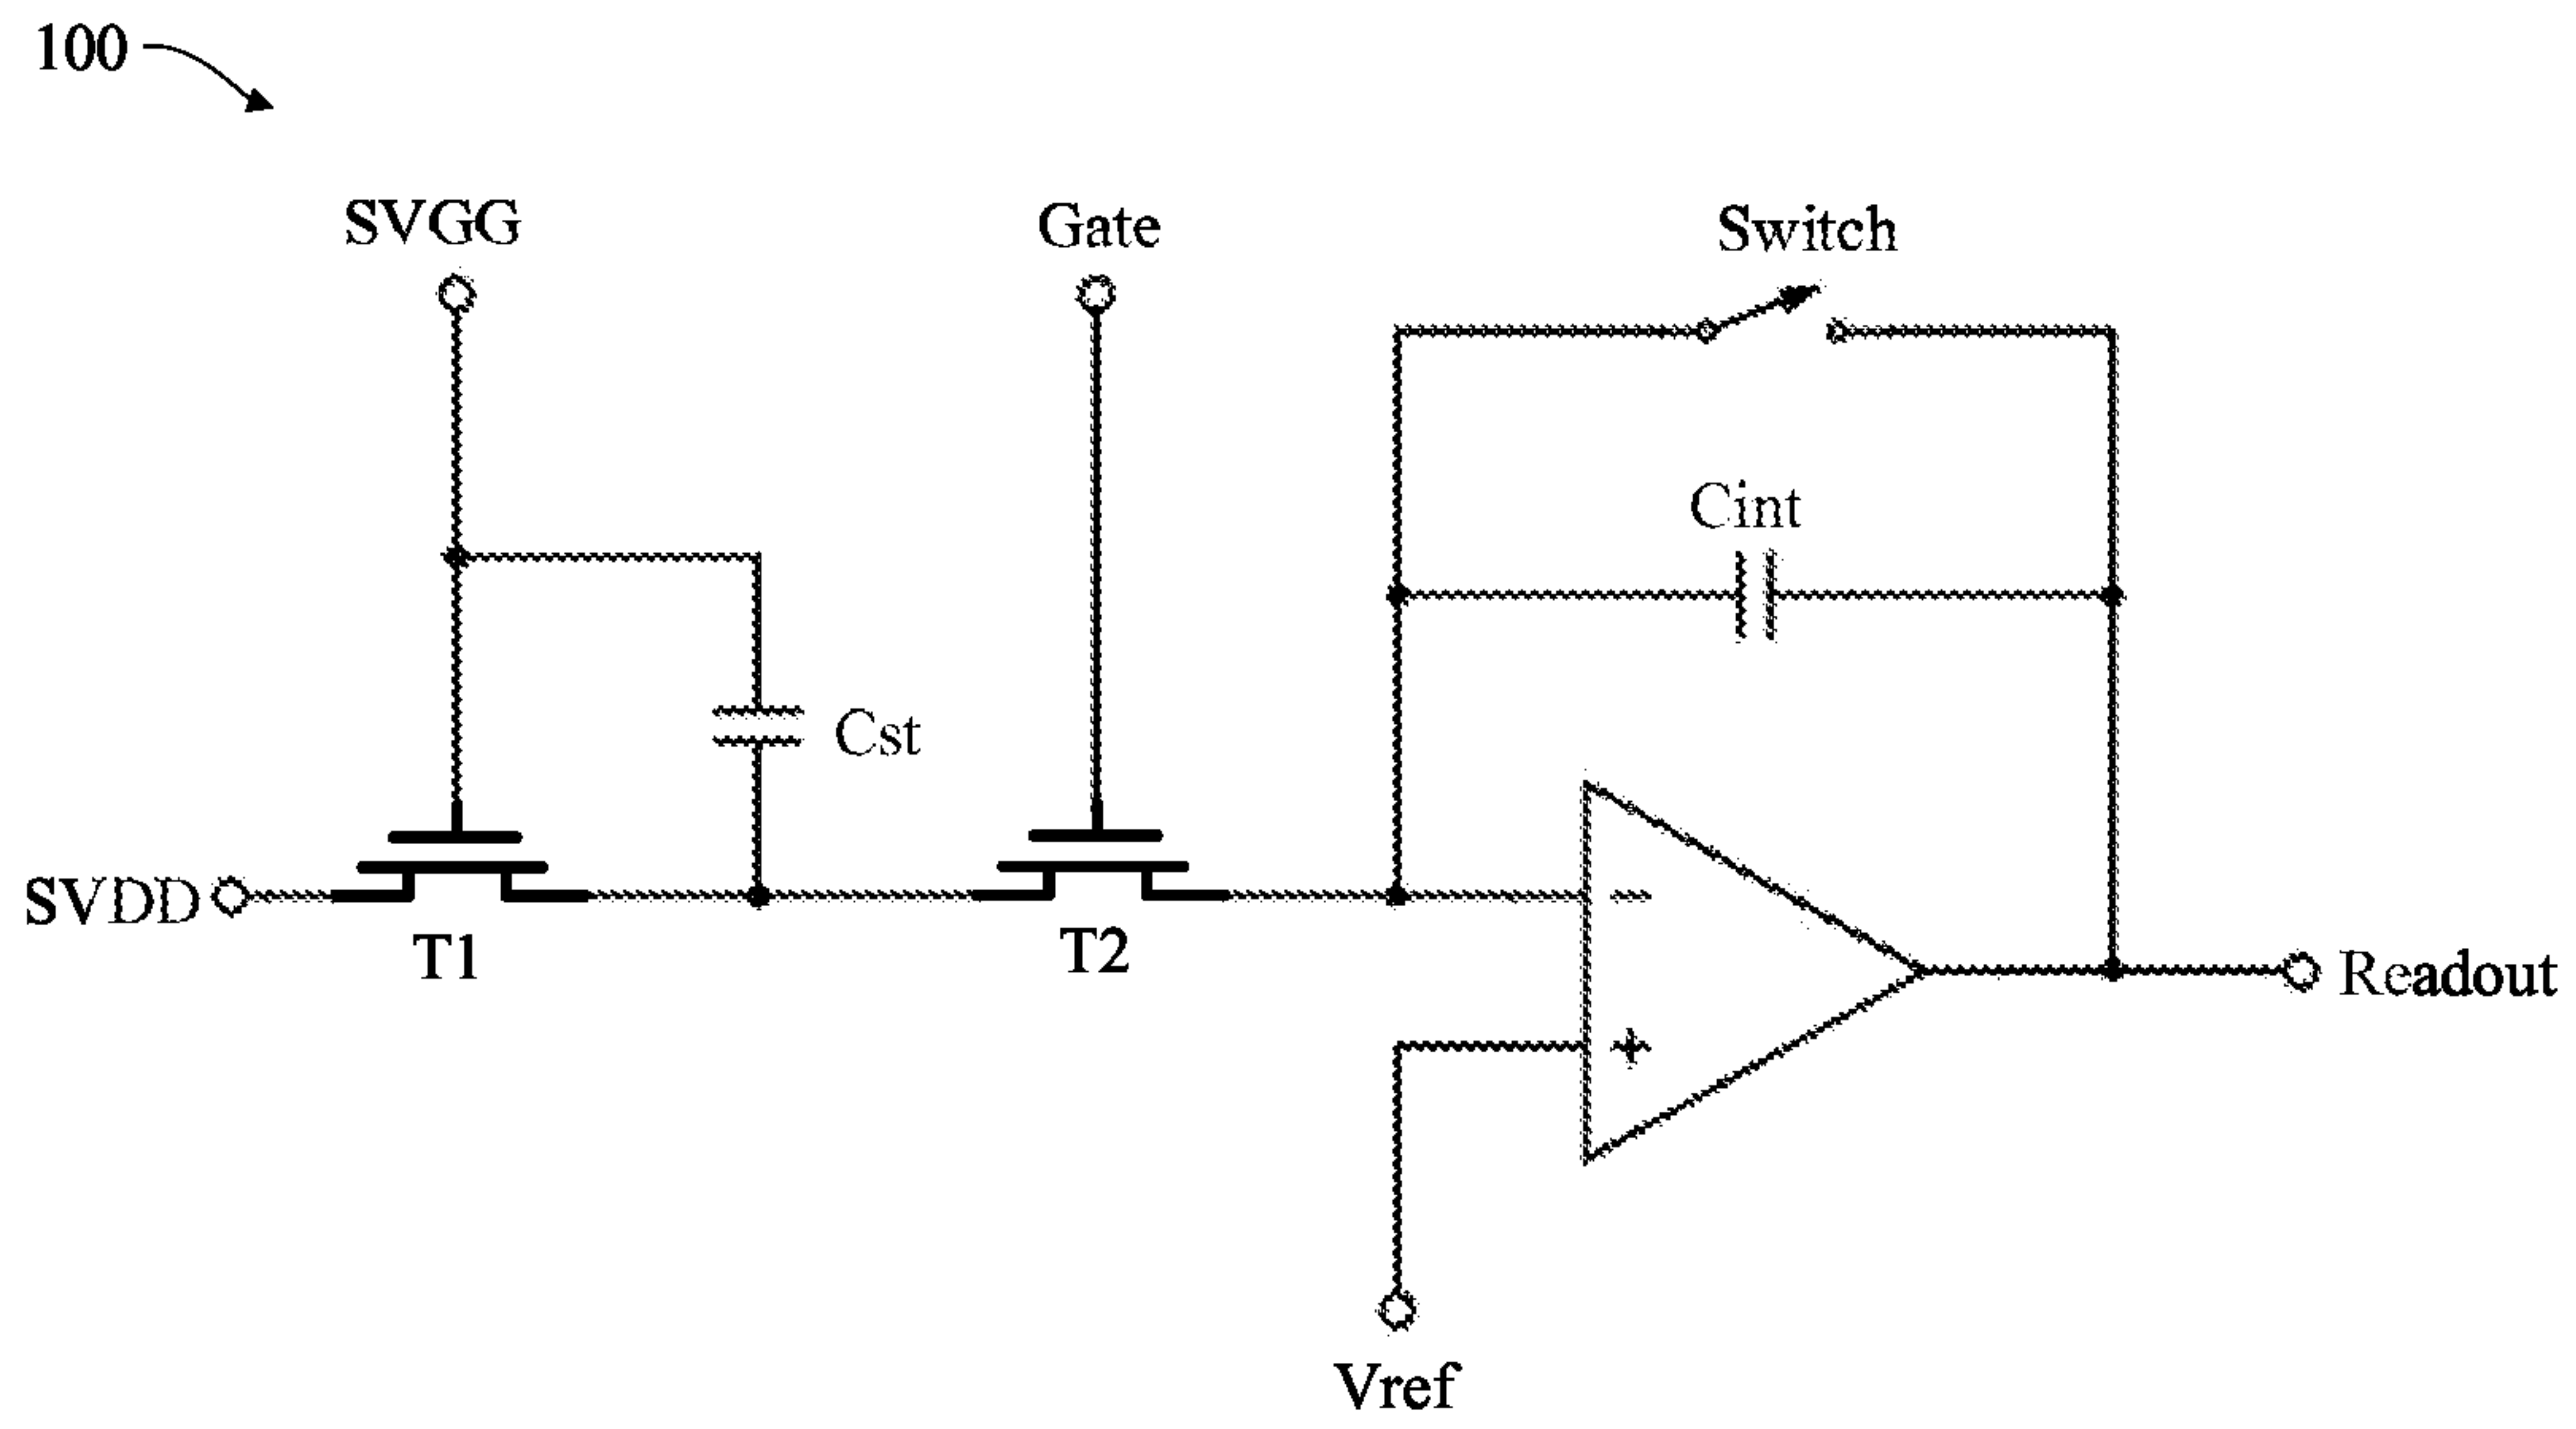 100
SVGG
Gate
Switch
Cint
Cst
SVDD
T1
T2
−
+
Readout
Vref